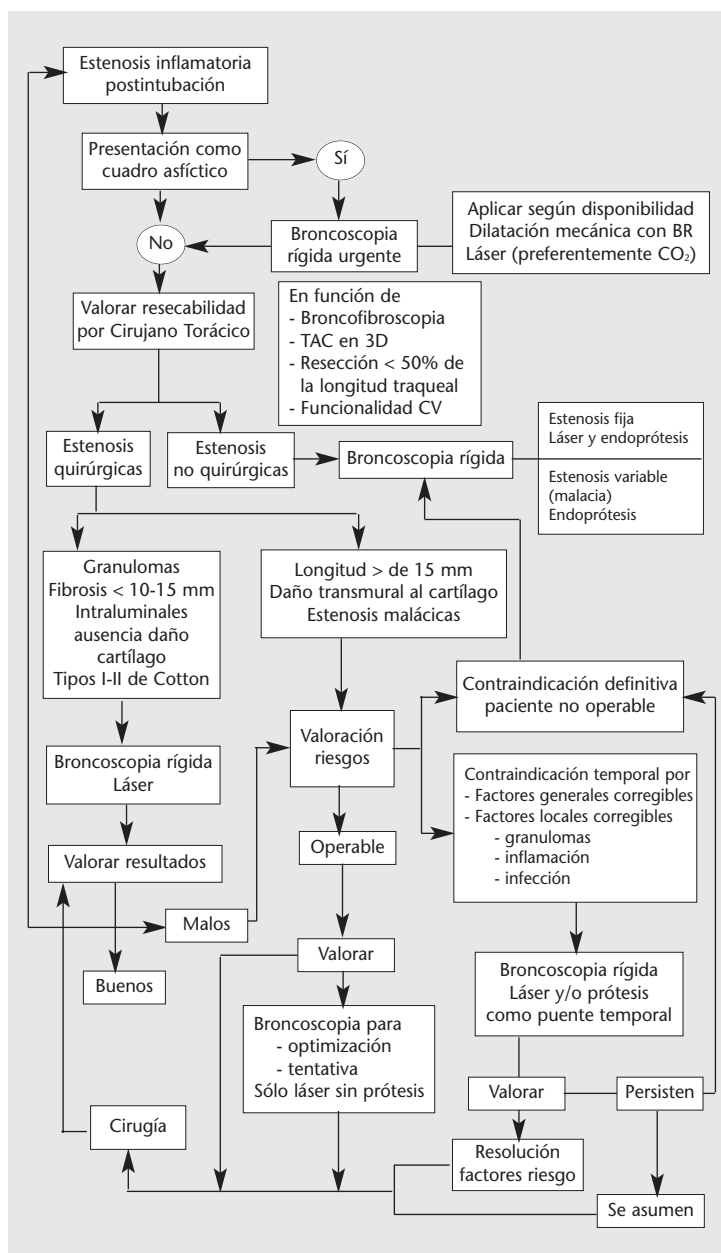 Estenosis inflamatoria
postintubación
Presentación como
cuadro asfíctico
Sí
No
Broncoscopia
rígida urgente
Aplicar según disponibilidad
Dilatación mecánica con BR
Láser (preferentemente CO₂)
Valorar resecabilidad
por Cirujano Torácico
En función de
- Broncofibroscopia
- TAC en 3D
- Resección < 50% de
la longitud traqueal
- Funcionalidad CV
Estenosis
quirúrgicas
Estenosis
no quirúrgicas
Broncoscopia rígida
Estenosis fija
Láser y endoprótesis
Estenosis variable
(malacia)
Endoprótesis
Granulomas
Fibrosis < 10-15 mm
Intraluminales
ausencia daño
cartílago
Tipos I-II de Cotton
Longitud > de 15 mm
Daño transmural al cartílago
Estenosis malácicas
Contraindicación definitiva
paciente no operable
Valoración
riesgos
Broncoscopia rígida
Láser
Contraindicación temporal por
- Factores generales corregibles
- Factores locales corregibles
- granulomas
- inflamación
- infección
Operable
Valorar resultados
Malos
Valorar
Buenos
Broncoscopia rígida
Láser y/o prótesis
como puente temporal
Broncoscopia para
- optimización
- tentativa
Sólo láser sin prótesis
Valorar
Persisten
Cirugía
Resolución
factores riesgo
Se asumen